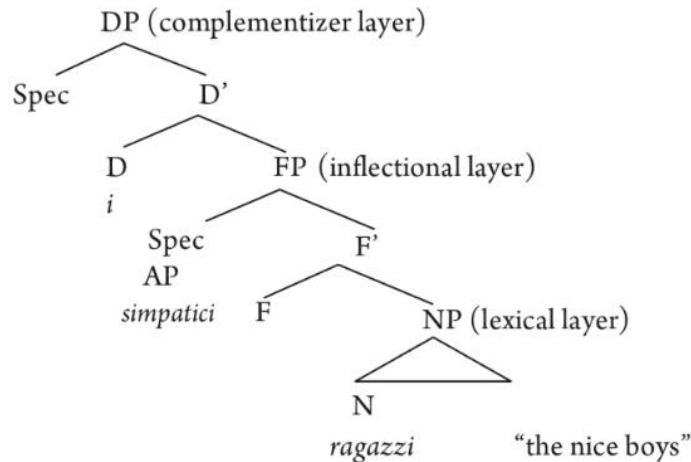 DP (complementizer layer)
Spec D’
D FP (inflectional layer)
i
Spec F’
AP
simpatici F NP (lexical layer)
N
ragazzi “the nice boys”